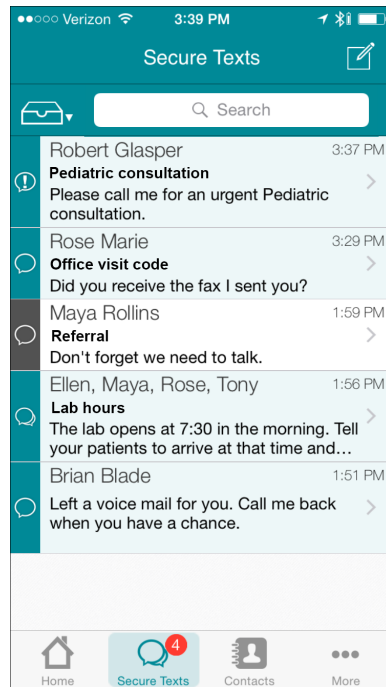 Verizon 3:39 PM
Secure Texts
Search
Robert Glasper 3:37 PM
Pediatric consultation
Please call me for an urgent Pediatric
consultation.
Rose Marie 3:29 PM
Office visit code
Did you receive the fax I sent you?
Maya Rollins 1:59 PM
Referral
Don't forget we need to talk.
Ellen, Maya, Rose, Tony 1:56 PM
Lab hours
The lab opens at 7:30 in the morning. Tell
your patients to arrive at that time and…
Brian Blade 1:51 PM
Left a voice mail for you. Call me back
when you have a chance.
4
Home Secure Texts Contacts More